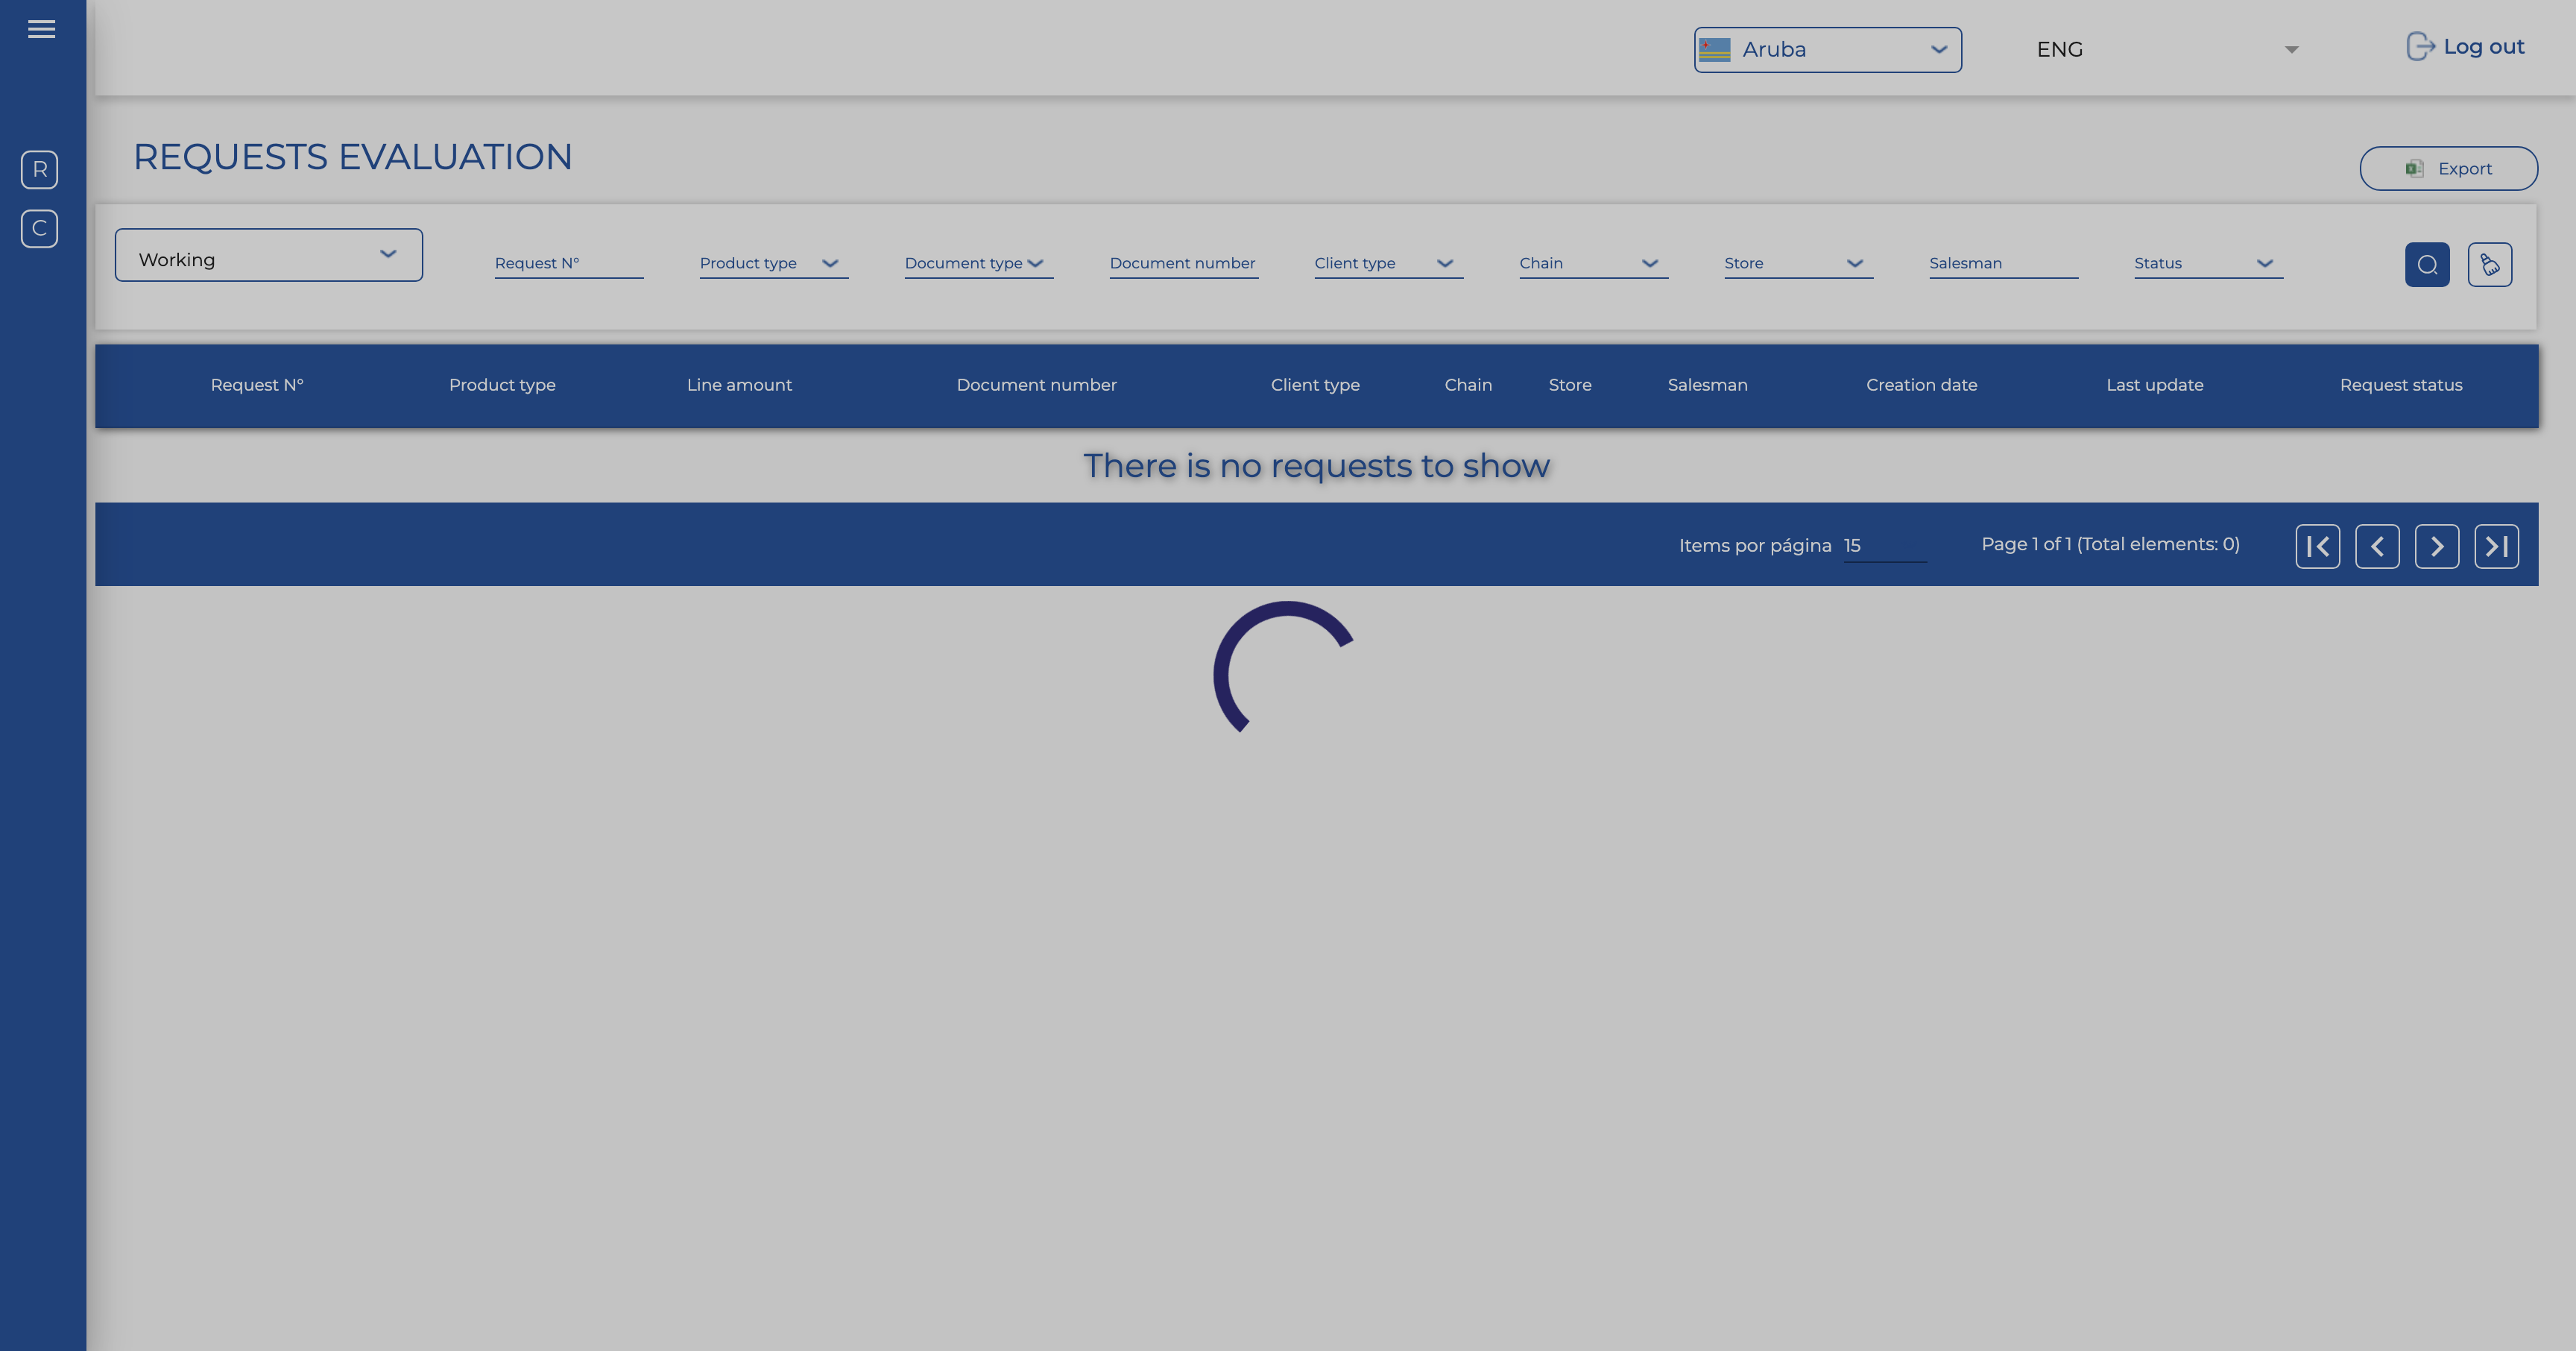 Aruba
ENG
Log out
R
C
REQUESTS EVALUATION
Export
Working
Request N° Product type Document type Document number Client type Chain Store Salesman Status
Request N° Product type Line amount Document number Client type Chain Store Salesman Creation date Last update Request status
There is no requests to show
Items por página 15 Page 1 of 1 (Total elements: 0)